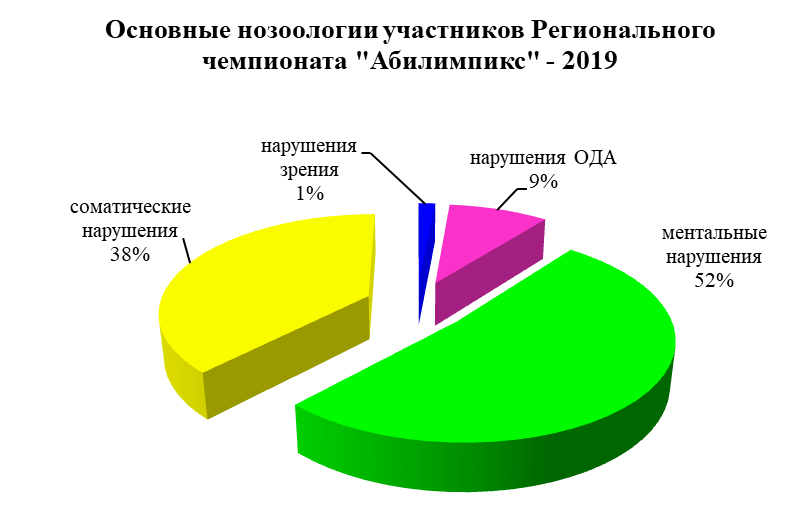 Основные нозоологии участников Регионального
чемпионата "Абилимпикс" - 2019
нарушения
зрения
1%
нарушения ОДА
9%
соматические
нарушения
38%
ментальные
нарушения
52%